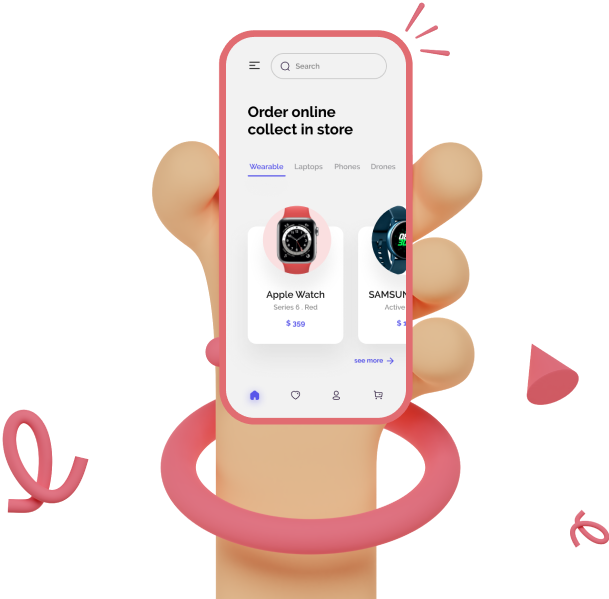 Search
Order online
collect in store
Wearable Laptops Phones Drones
Apple Watch
Series 6 . Red
$ 359
SAMSUN
Active
$ 1
see more